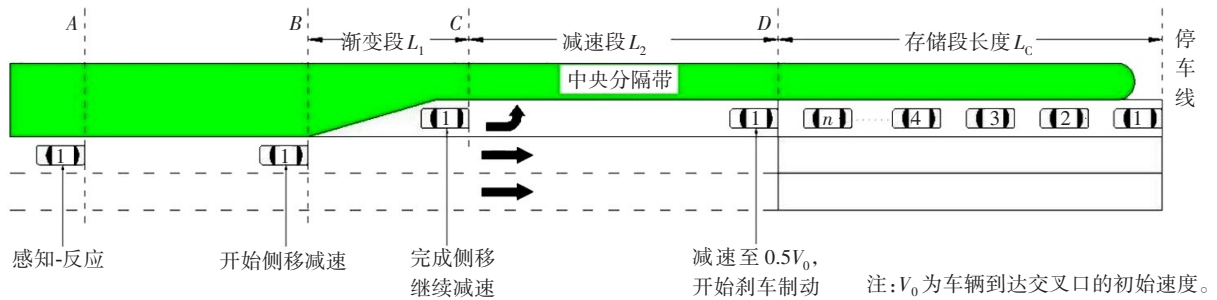 A
B
渐变段L₁
C
减速段L₂
D
存储段长度L_C
停车线
中央分隔带
1
1
n
4
3
2
1
1
1
感知-反应
开始侧移减速
完成侧移
继续减速
减速至0.5V₀,
开始刹车制动
注:V₀为车辆到达交叉口的初始速度。